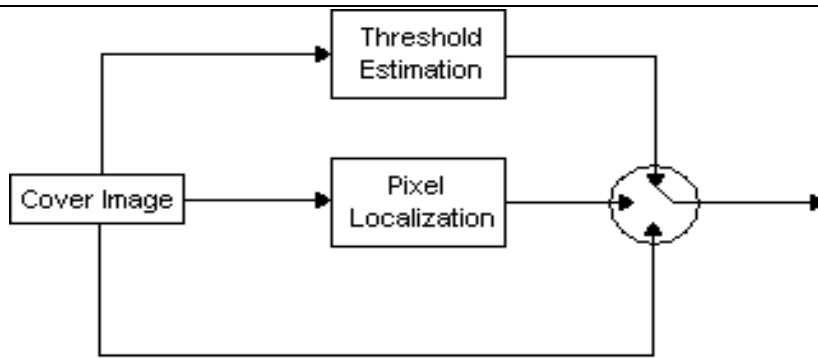 Threshold
Estimation
Cover Image
Pixel
Localization